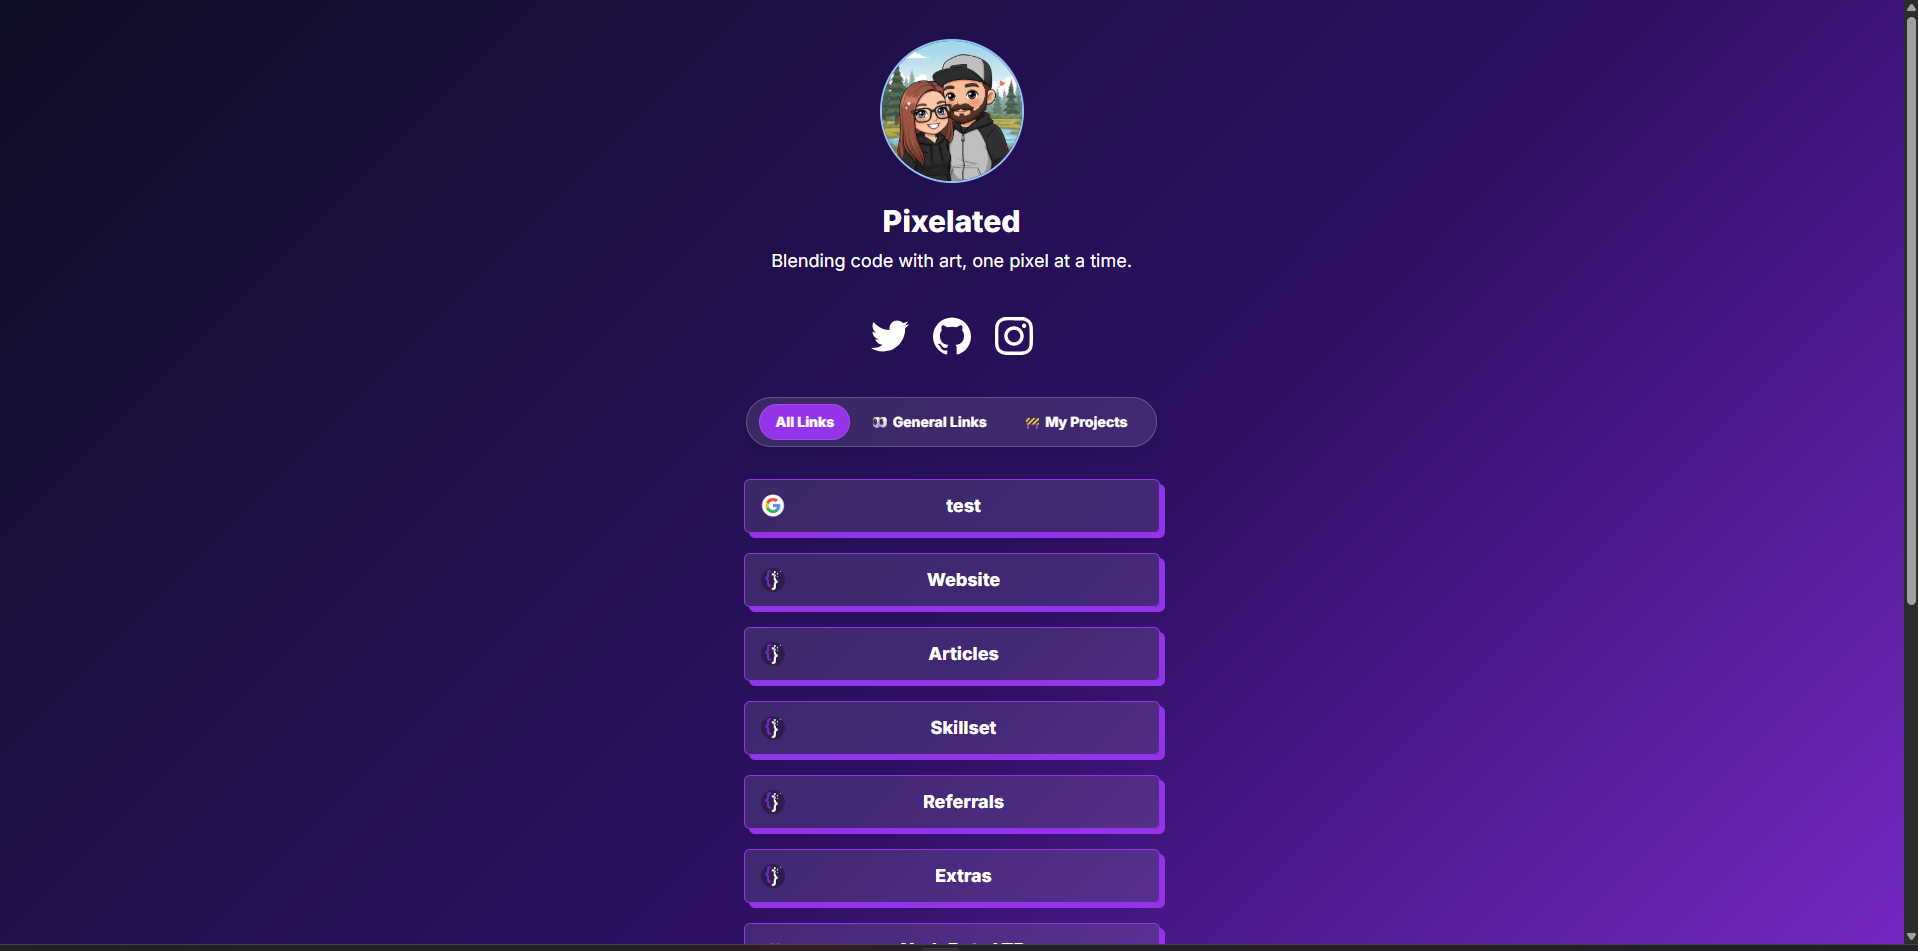 Pixelated
Blending code with art, one pixel at a time.
All Links 👀 General Links 🚧 My Projects
test
Website
Articles
Skillset
Referrals
Extras